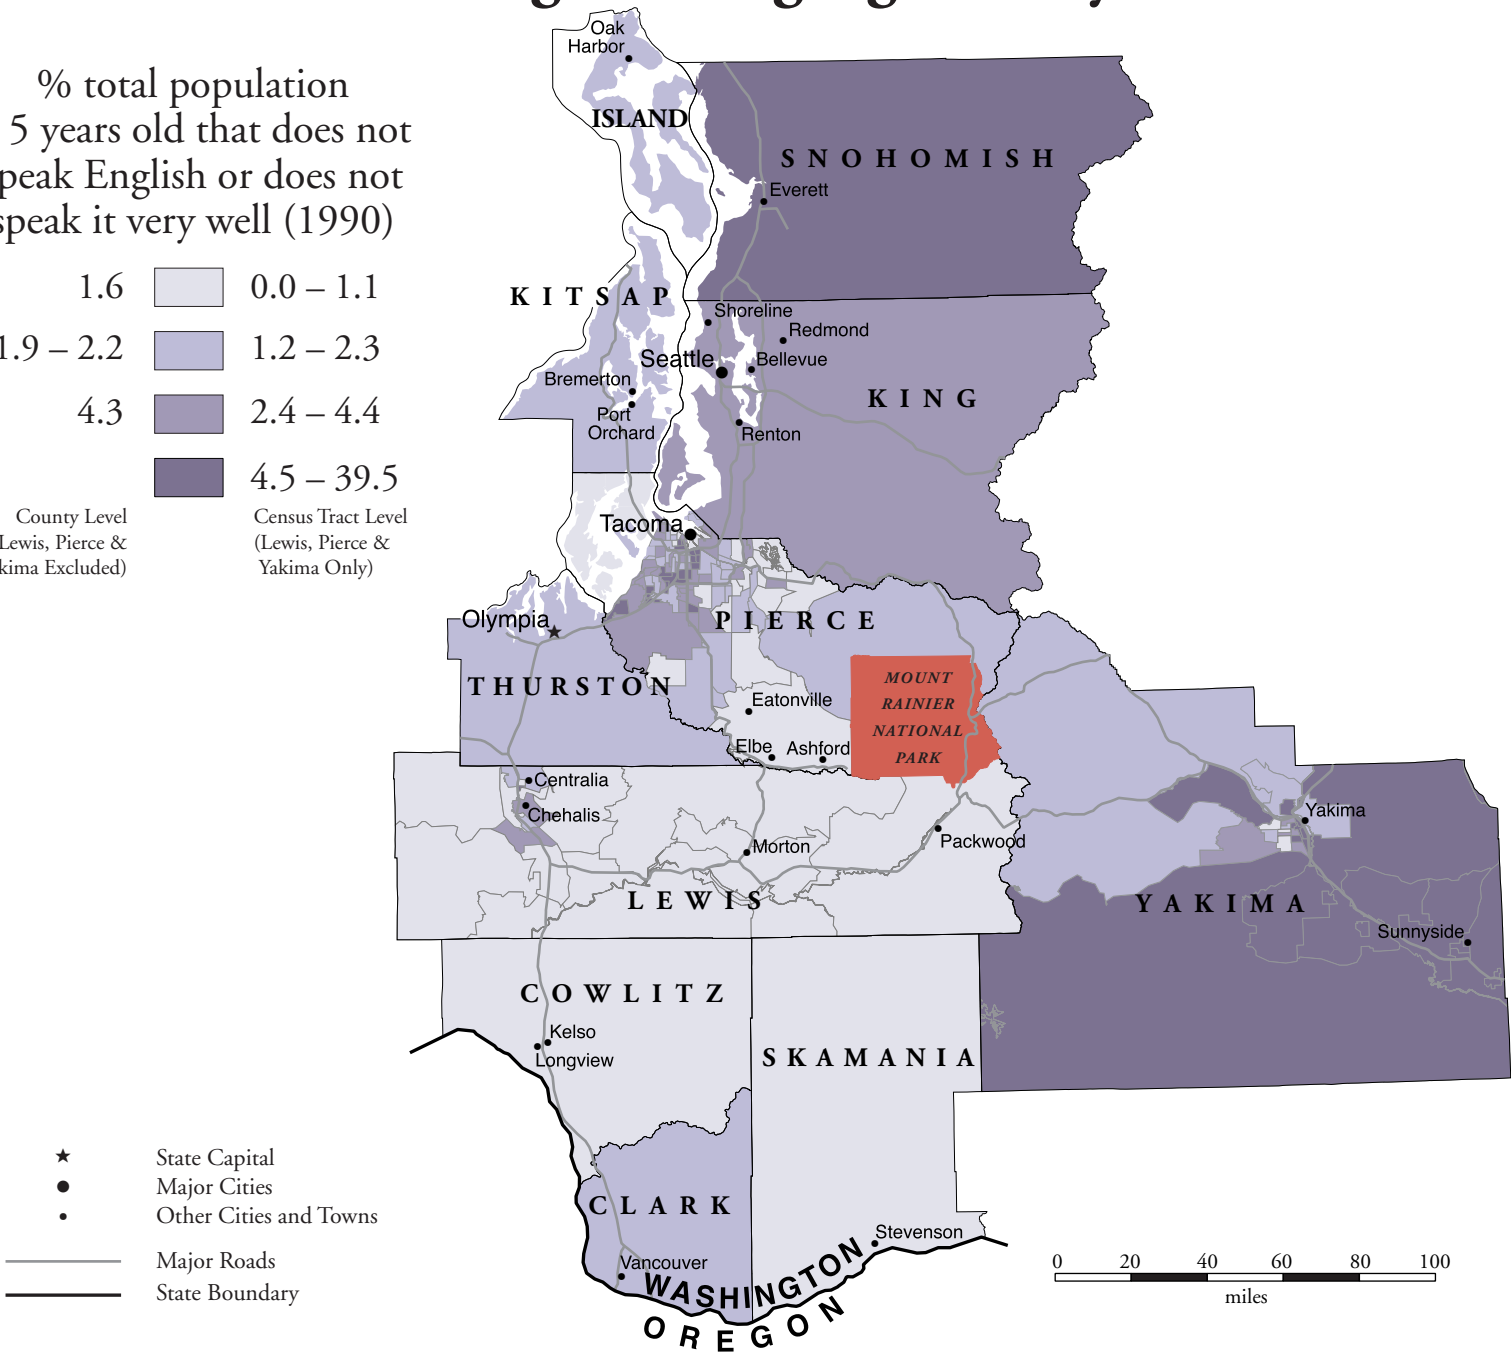 % total population
5 years old that does not
peak English or does not
speak it very well (1990)
1.6 0.0 – 1.1
1.9 – 2.2 1.2 – 2.3
4.3 2.4 – 4.4
4.5 – 39.5
County Level
Lewis, Pierce &
kima Excluded)
Census Tract Level
(Lewis, Pierce &
Yakima Only)
Oak
Harbor
ISLAND
SNOHOMISH
Everett
KITSAP
Shoreline
Redmond
Seattle
Bellevue
Bremerton
KING
Port
Orchard
Renton
Tacoma
Olympia
PIERCE
THURSTON
MOUNT
RAINIER
NATIONAL
PARK
Eatonville
Elbe
Ashford
Centralia
Chehalis
Yakima
Morton
Packwood
LEWIS
YAKIMA
Sunnyside
COWLITZ
Kelso
Longview
SKAMANIA
CLARK
Stevenson
Vancouver
WASHINGTON
OREGON
State Capital
Major Cities
Other Cities and Towns
Major Roads
State Boundary
0 20 40 60 80 100
miles